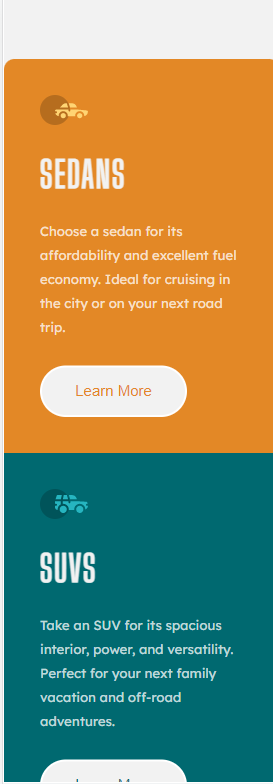 SEDANS
Choose a sedan for its
affordability and excellent fuel
economy. Ideal for cruising in
the city or on your next road
trip.
Learn More
SUVS
Take an SUV for its spacious
interior, power, and versatility.
Perfect for your next family
vacation and off-road
adventures.